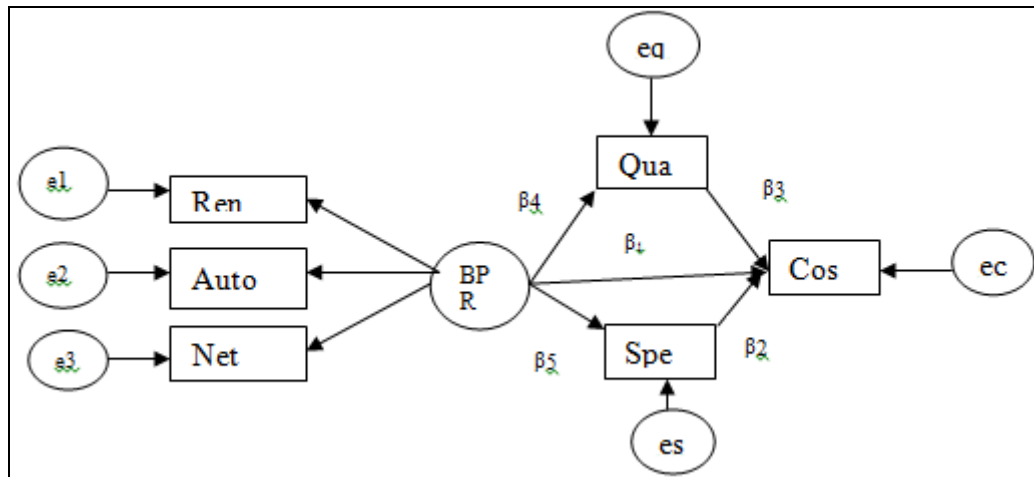 eq
Qua
β4
β3
e1
Ren
β1
e2
Auto
BP
R
Cos
ec
e3
Net
Spe
β5
β2
es